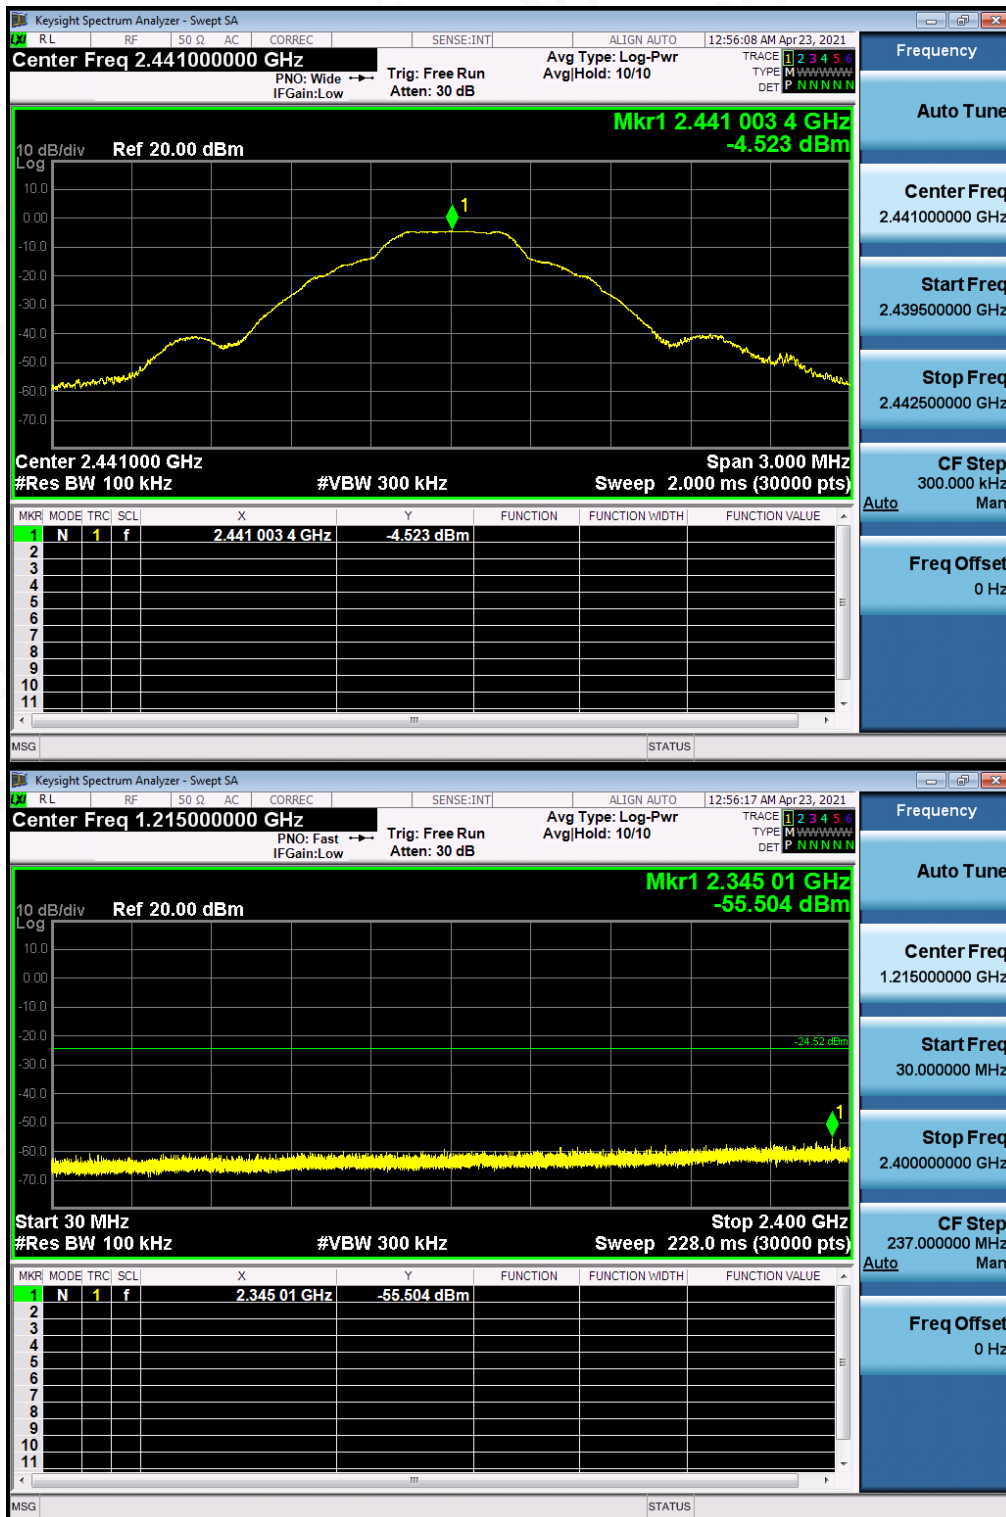 Keysight Spectrum Analyzer - Swept SA
LXI RL RF 50 Ω AC CORREC SENSE:INT ALIGN AUTO 12:56:08 AM Apr 23, 2021
Center Freq 2.441000000 GHz
PNO: Wide
IFGain:Low
Trig: Free Run
Atten: 30 dB
Avg Type: Log-Pwr
Avg|Hold: 10/10
TRACE 1 2 3 4 5 6
TYPE M WWWWW
DET P N N N N N
Mkr1 2.441 003 4 GHz
-4.523 dBm
10 dB/div Ref 20.00 dBm
Log
10.0
0.00
1
-10.0
-20.0
-30.0
-40.0
-50.0
-60.0
-70.0
Center 2.441000 GHz Span 3.000 MHz
#Res BW 100 kHz #VBW 300 kHz Sweep 2.000 ms (30000 pts)
MKR MODE TRC SCL X Y FUNCTION FUNCTION WIDTH FUNCTION VALUE
1 N 1 f 2.441 003 4 GHz -4.523 dBm
2
3
4
5
6
7
8
9
10
11
MSG STATUS
Frequency
Auto Tune
Center Freq
2.441000000 GHz
Start Freq
2.439500000 GHz
Stop Freq
2.442500000 GHz
CF Step
300.000 kHz
Auto Man
Freq Offset
0 Hz
Keysight Spectrum Analyzer - Swept SA
LXI RL RF 50 Ω AC CORREC SENSE:INT ALIGN AUTO 12:56:17 AM Apr 23, 2021
Center Freq 1.215000000 GHz
PNO: Fast
IFGain:Low
Trig: Free Run
Atten: 30 dB
Avg Type: Log-Pwr
Avg|Hold: 10/10
TRACE 1 2 3 4 5 6
TYPE M WWWWW
DET P N N N N N
Mkr1 2.345 01 GHz
-55.504 dBm
10 dB/div Ref 20.00 dBm
Log
10.0
0.00
-10.0
-20.0
-24.52 dBm
-30.0
-40.0
-50.0
1
-60.0
-70.0
Start 30 MHz Stop 2.400 GHz
#Res BW 100 kHz #VBW 300 kHz Sweep 228.0 ms (30000 pts)
MKR MODE TRC SCL X Y FUNCTION FUNCTION WIDTH FUNCTION VALUE
1 N 1 f 2.345 01 GHz -55.504 dBm
2
3
4
5
6
7
8
9
10
11
MSG STATUS
Frequency
Auto Tune
Center Freq
1.215000000 GHz
Start Freq
30.000000 MHz
Stop Freq
2.400000000 GHz
CF Step
237.000000 MHz
Auto Man
Freq Offset
0 Hz